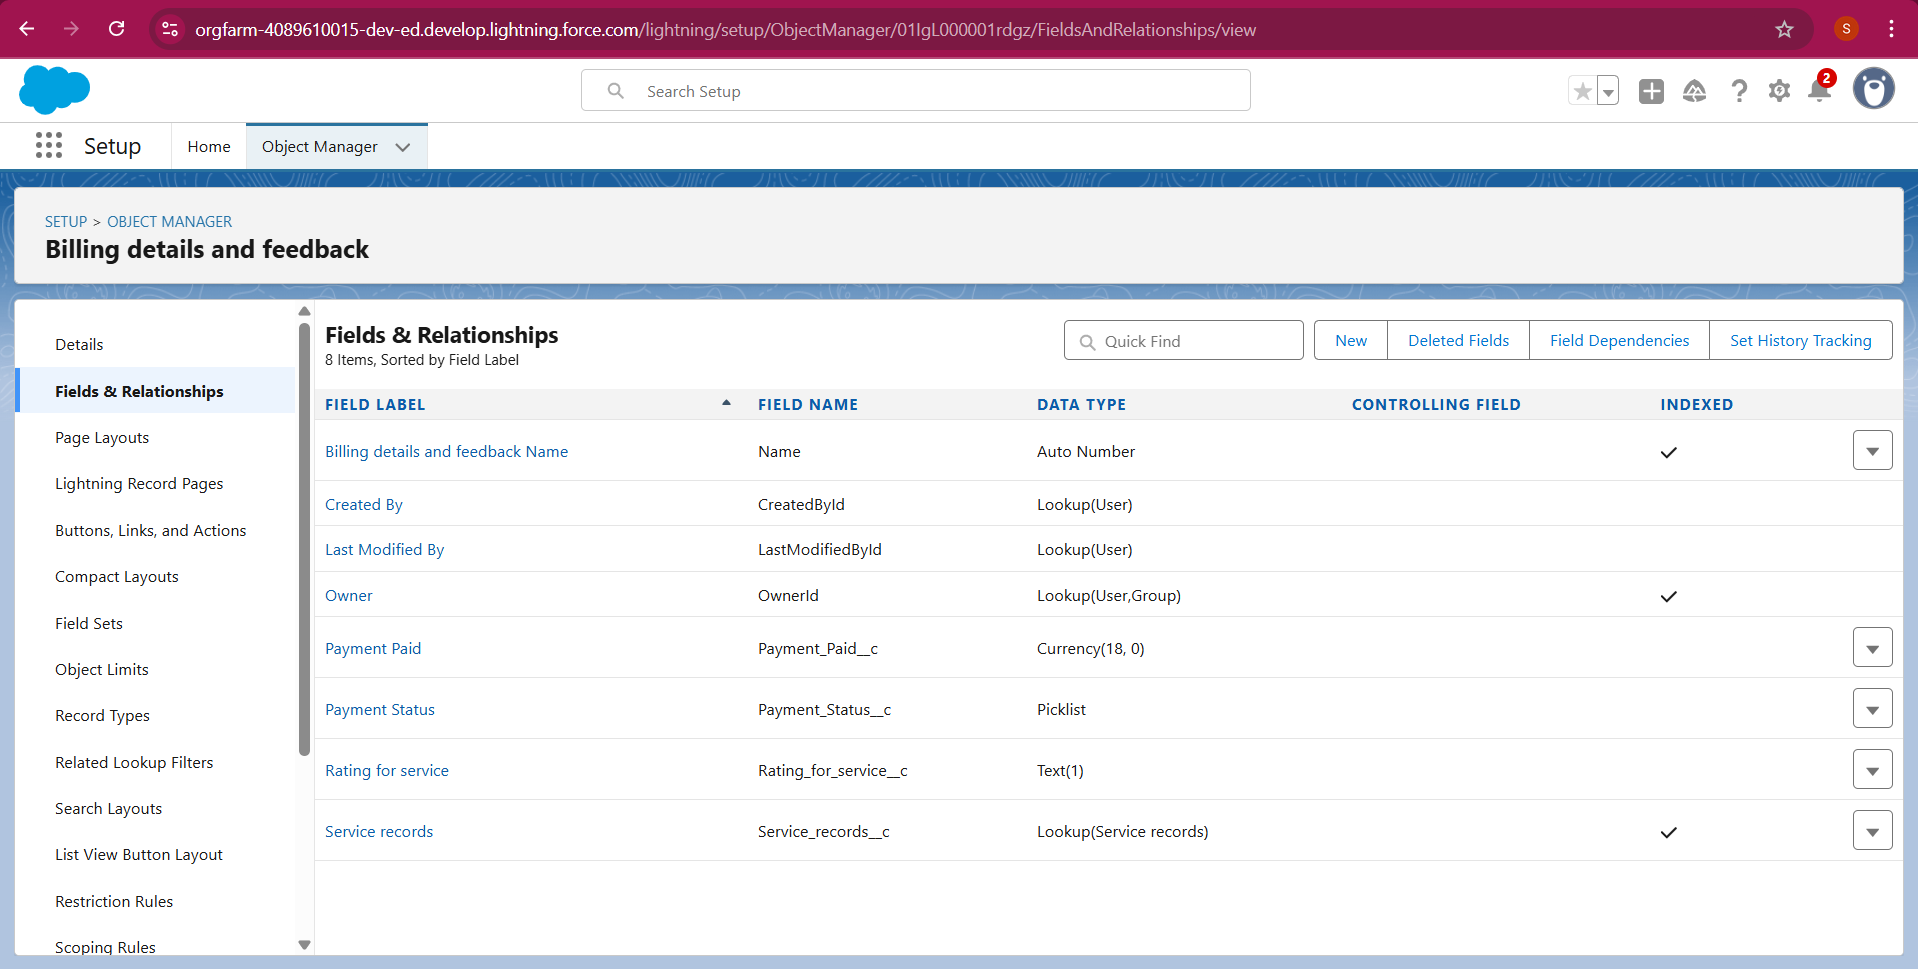 orgfarm-4089610015-dev-ed.develop.lightning.force.com/lightning/setup/ObjectManager/01IgL000001rdgz/FieldsAndRelationships/view
S
Search Setup
2
Setup
Home
Object Manager
SETUP > OBJECT MANAGER
Billing details and feedback
Details
Fields & Relationships
Page Layouts
Lightning Record Pages
Buttons, Links, and Actions
Compact Layouts
Field Sets
Object Limits
Record Types
Related Lookup Filters
Search Layouts
List View Button Layout
Restriction Rules
Scoping Rules
Fields & Relationships
8 Items, Sorted by Field Label
Quick Find
New
Deleted Fields
Field Dependencies
Set History Tracking
FIELD LABEL FIELD NAME DATA TYPE CONTROLLING FIELD INDEXED
Billing details and feedback Name Name Auto Number
Created By CreatedById Lookup(User)
Last Modified By LastModifiedById Lookup(User)
Owner OwnerId Lookup(User,Group)
Payment Paid Payment_Paid__c Currency(18, 0)
Payment Status Payment_Status__c Picklist
Rating for service Rating_for_service__c Text(1)
Service records Service_records__c Lookup(Service records)